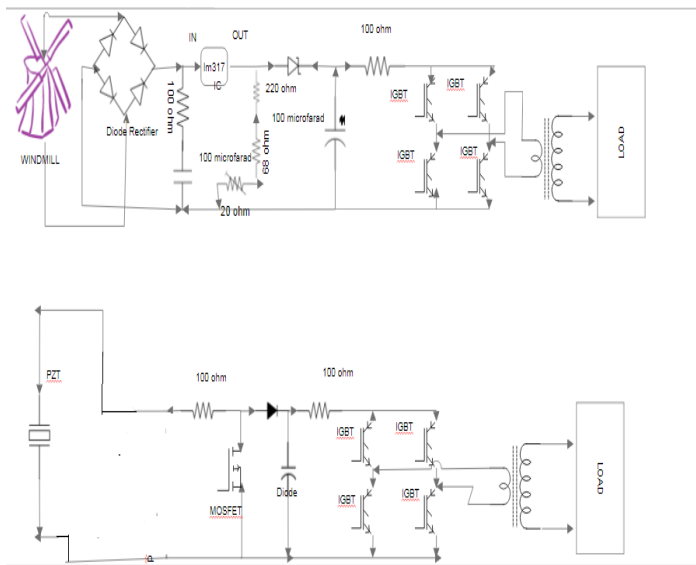 100 ohm
IN
OUT
lm317
IC
IGBT
IGBT
220 ohm
100 ohm
100 microfarad
Diode Rectifier
WINDMILL
100 microfarad
68 ohm
IGBT
IGBT
LOAD
20 ohm
PZT
100 ohm
100 ohm
IGBT
IGBT
MOSFET
Diode
IGBT
IGBT
LOAD